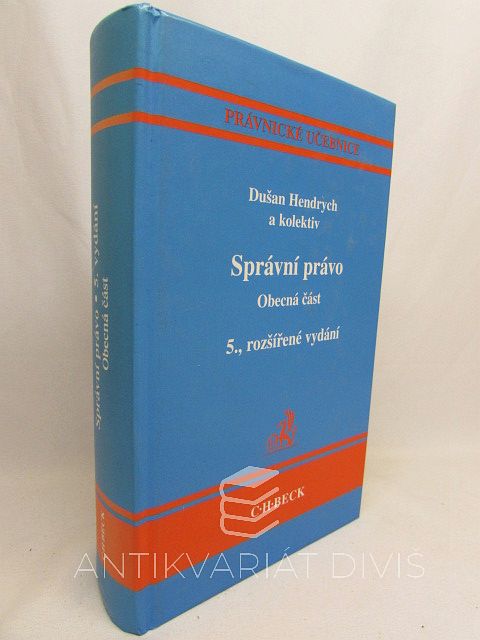 PRÁVNICKÉ UČEBNICE
Dušan Hendrych
a kolektiv
Správní právo
Obecná část
5., rozšířené vydání
C·H·BECK
Správní právo • 5. vydání
Obecná část
C·H·BECK
ANTIKVARIÁT DIVIŠ